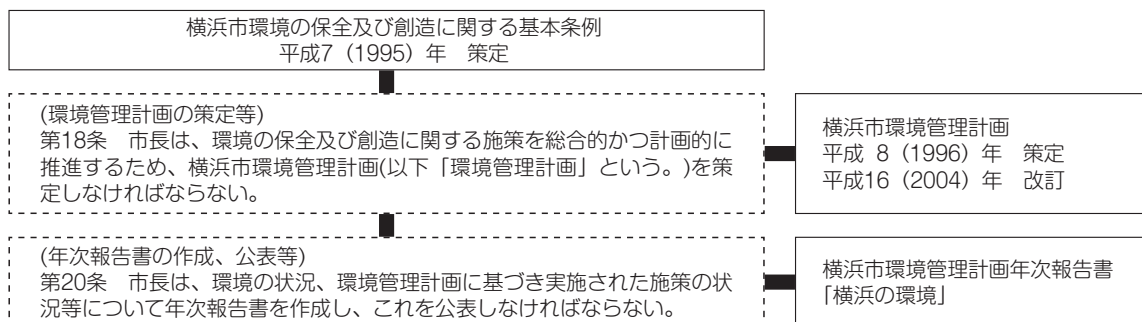 横浜市環境の保全及び創造に関する基本条例
平成7（1995）年　策定
(環境管理計画の策定等)
第18条　市長は、環境の保全及び創造に関する施策を総合的かつ計画的に
推進するため、横浜市環境管理計画(以下「環境管理計画」という。)を策
定しなければならない。
横浜市環境管理計画
平成 8（1996）年　策定
平成16（2004）年　改訂
(年次報告書の作成、公表等)
第20条　市長は、環境の状況、環境管理計画に基づき実施された施策の状
況等について年次報告書を作成し、これを公表しなければならない。
横浜市環境管理計画年次報告書
「横浜の環境」